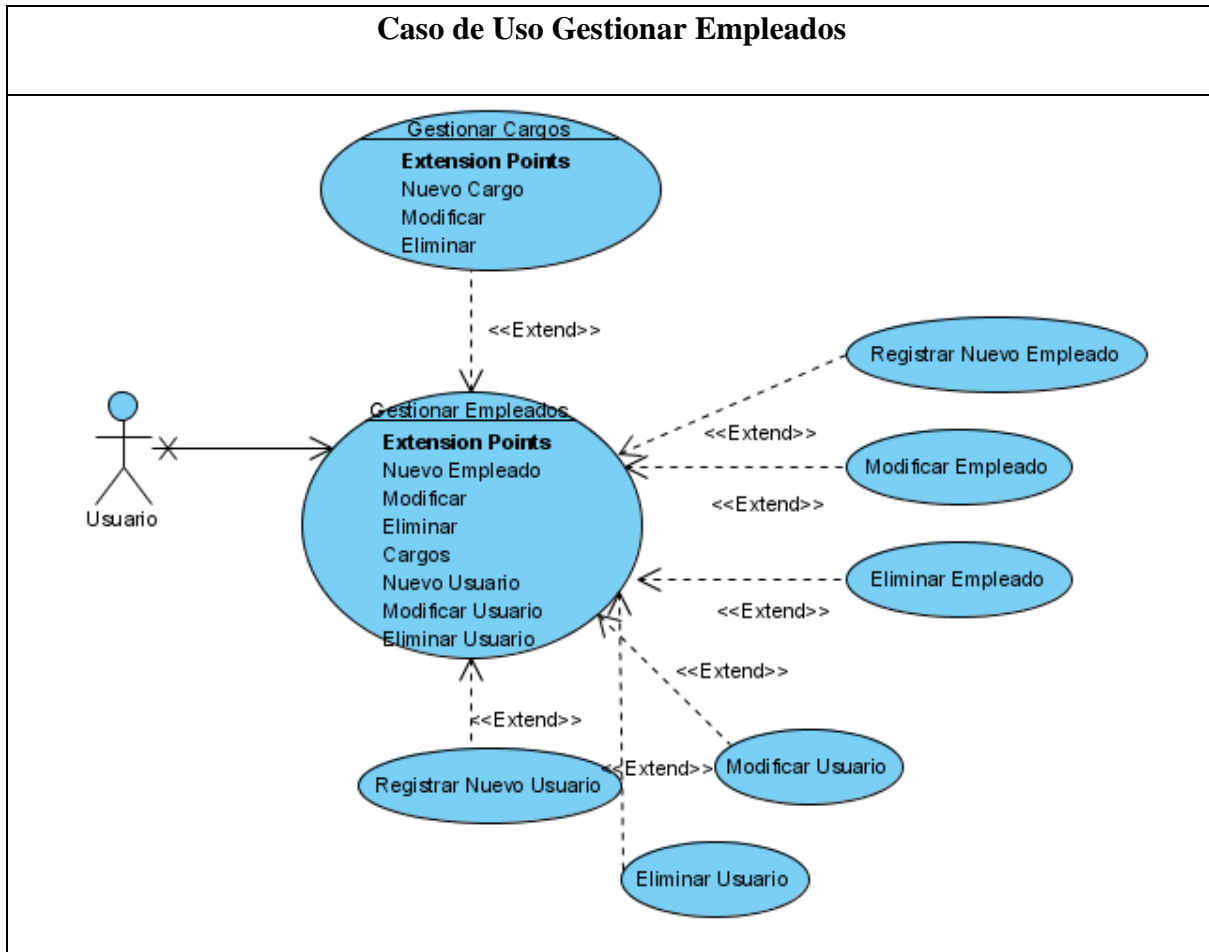 Caso de Uso Gestionar Empleados
Gestionar Cargos
Extension Points
Nuevo Cargo
Modificar
Eliminar
<<Extend>>
Registrar Nuevo Empleado
Usuario
Gestionar Empleados
Extension Points
Nuevo Empleado
Modificar
Eliminar
Cargos
Nuevo Usuario
Modificar Usuario
Eliminar Usuario
<<Extend>>
Modificar Empleado
<<Extend>>
Eliminar Empleado
<<Extend>>
<<Extend>>
<<Extend>>
Registrar Nuevo Usuario
<<Extend>>
Modificar Usuario
Eliminar Usuario